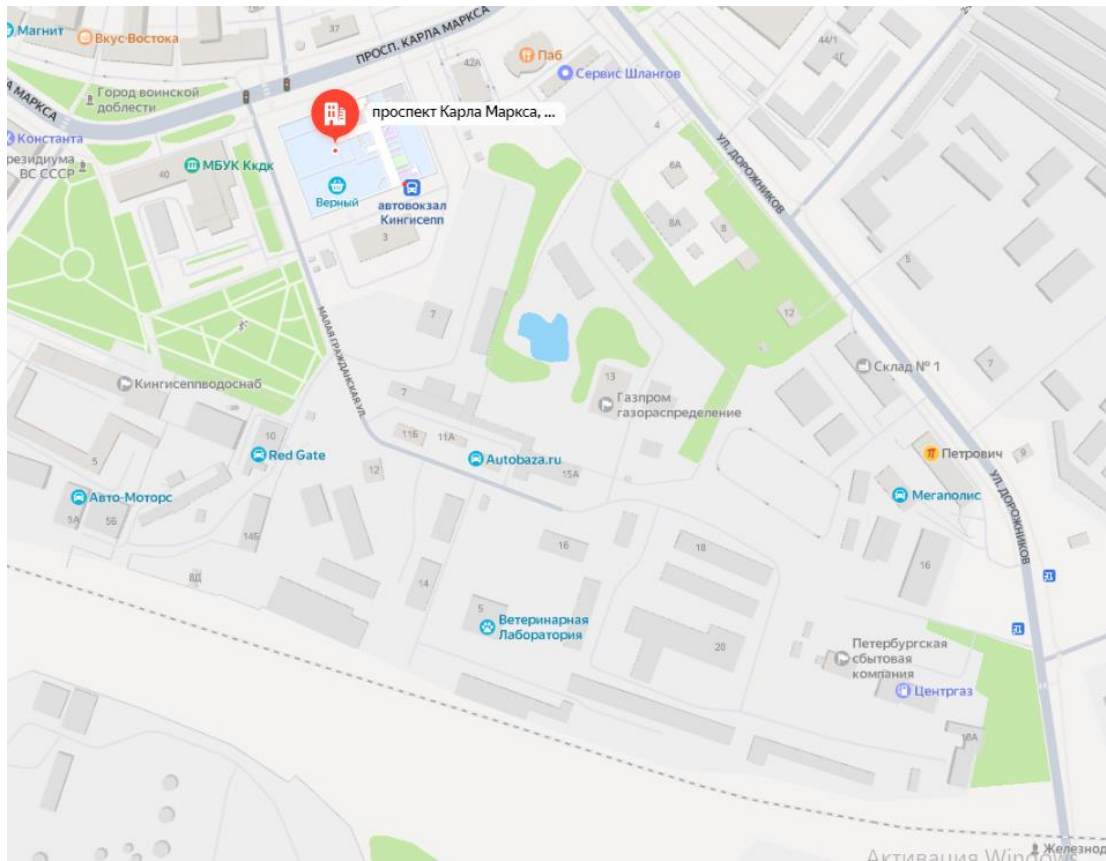 Магнит
Вкус Востока
37
ПРОСП. КАРЛА МАРКСА
42А
Паб
Сервис Шлангов
44/1
4Г
А МАРКСА
Город воинской
доблести
проспект Карла Маркса, ...
4
УЛ. ДОРОЖНИКОВ
Константа
резидиума
ВС СССР
40
МБУК Ккдк
Верный
автовокзал
Кингисепп
3
6А
8А
8
5
12
7
МАЛАЯ ГРАЖДАНСКАЯ УЛ.
Кингисеппводоснаб
7
13
Газпром
газораспределение
Склад № 1
7
10
Red Gate
11Б
11А
Autobaza.ru
15А
12
5
Петрович
9
Мегаполис
УЛ. ДОРОЖНИКОВ
Авто-Моторс
5А
5Б
14Б
16
18
16
8Д
14
5
Ветеринарная
Лаборатория
20
Петербургская
сбытовая
компания
Центргаз
18А
Железнод
Активация Windows